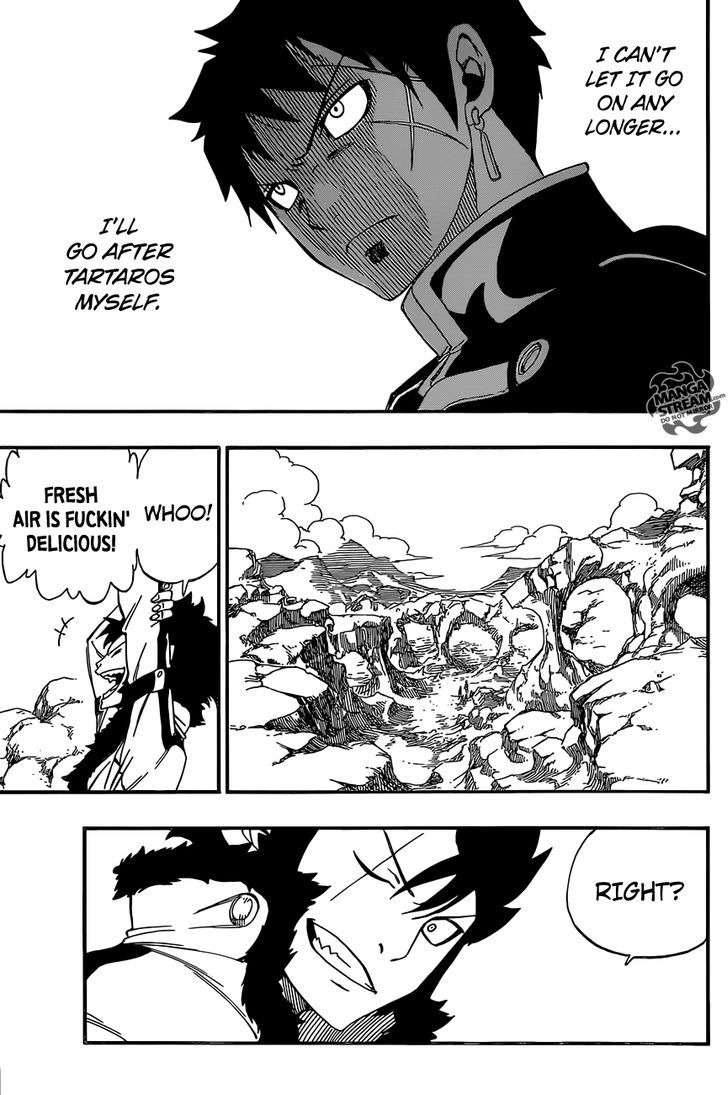 I CAN'T
LET IT GO
ON ANY
LONGER...
I'LL
GO AFTER
TARTAROS
MYSELF.
MANGA
STREAM.com
DO NOT MIRROR
WHOO!
FRESH
AIR IS FUCKIN'
DELICIOUS!
RIGHT?